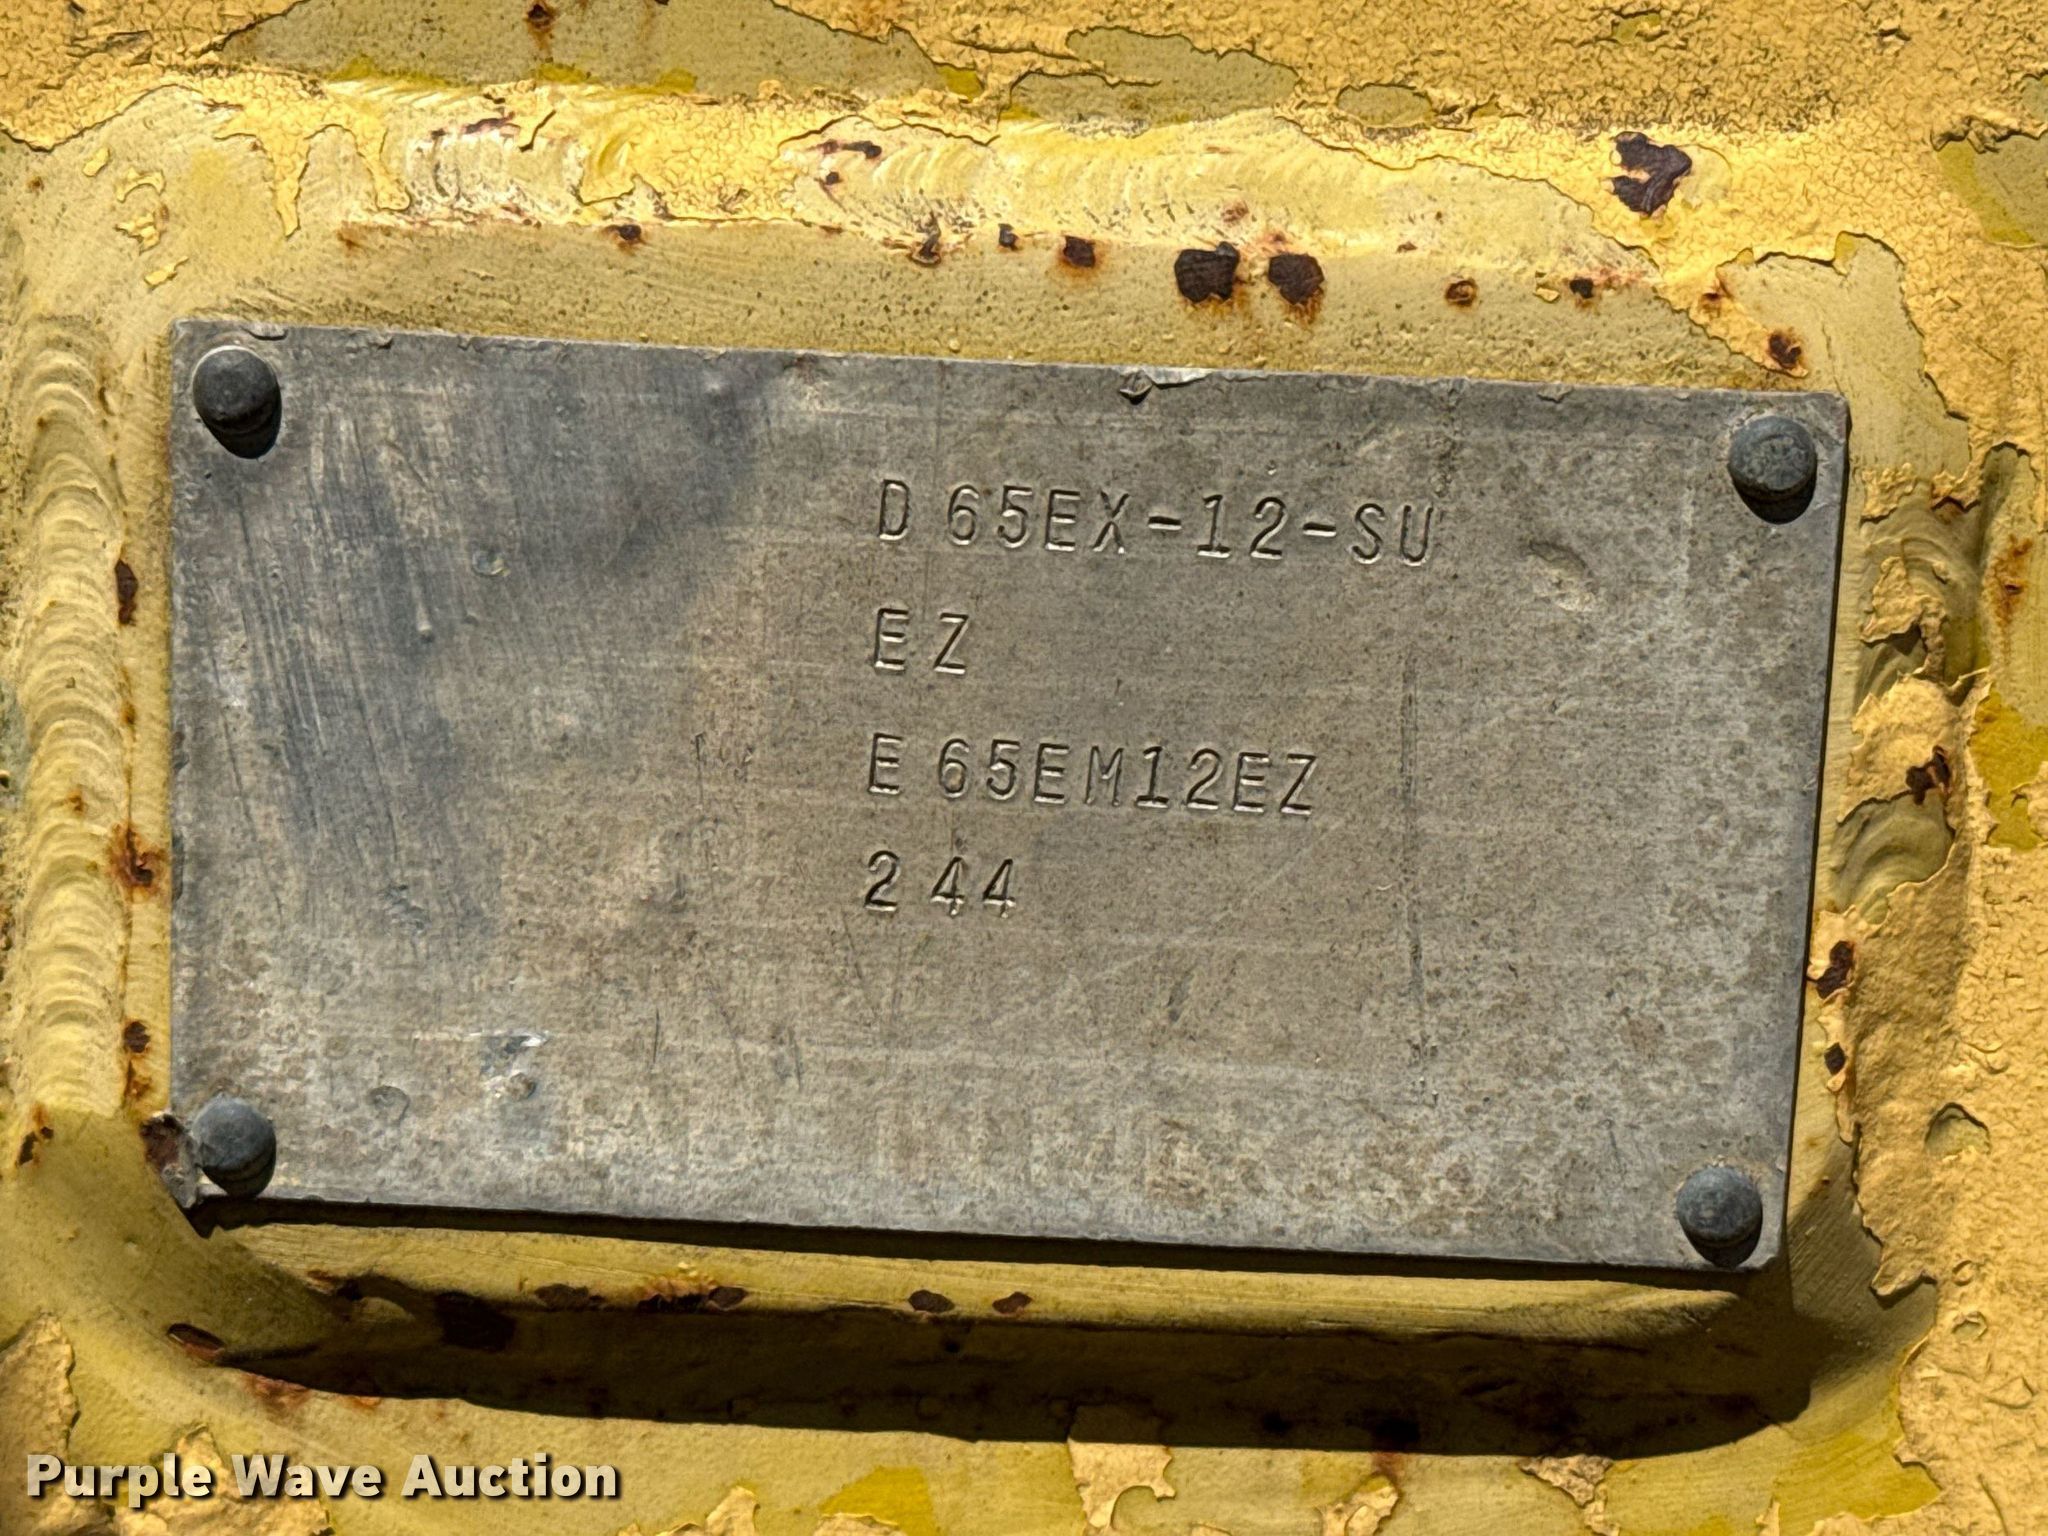 D 65EX-12-SU
EZ
E 65EM12EZ
2 44
Purple Wave Auction